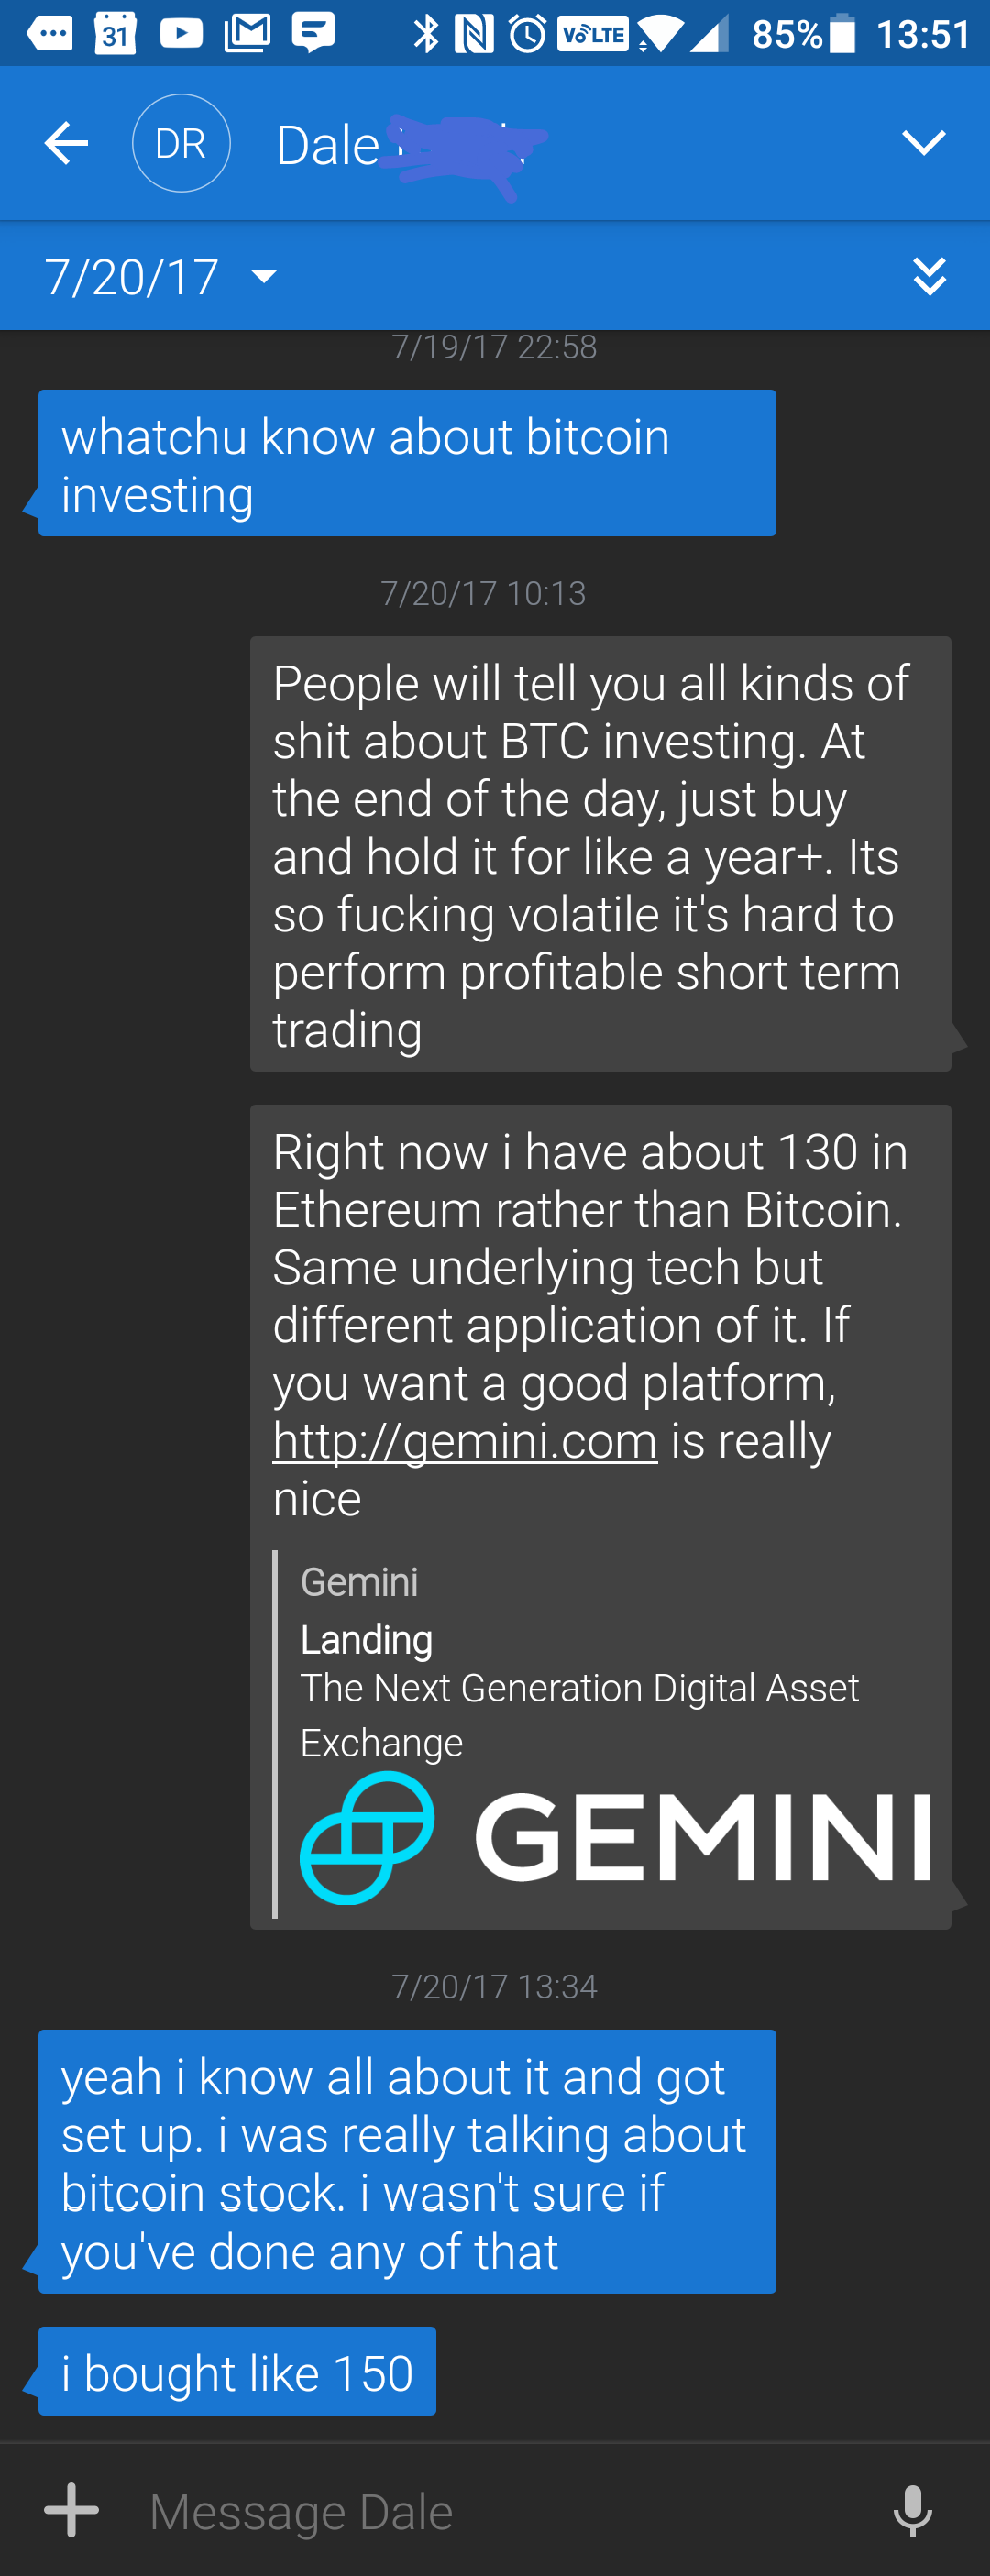 31 VoLTE 85% 13:51
DR Dale
7/20/17
7/19/17 22:58
whatchu know about bitcoin
investing
7/20/17 10:13
People will tell you all kinds of
shit about BTC investing. At
the end of the day, just buy
and hold it for like a year+. Its
so fucking volatile it's hard to
perform profitable short term
trading
Right now i have about 130 in
Ethereum rather than Bitcoin.
Same underlying tech but
different application of it. If
you want a good platform,
http://gemini.com is really
nice
Gemini
Landing
The Next Generation Digital Asset
Exchange
GEMINI
7/20/17 13:34
yeah i know all about it and got
set up. i was really talking about
bitcoin stock. i wasn't sure if
you've done any of that
i bought like 150
Message Dale